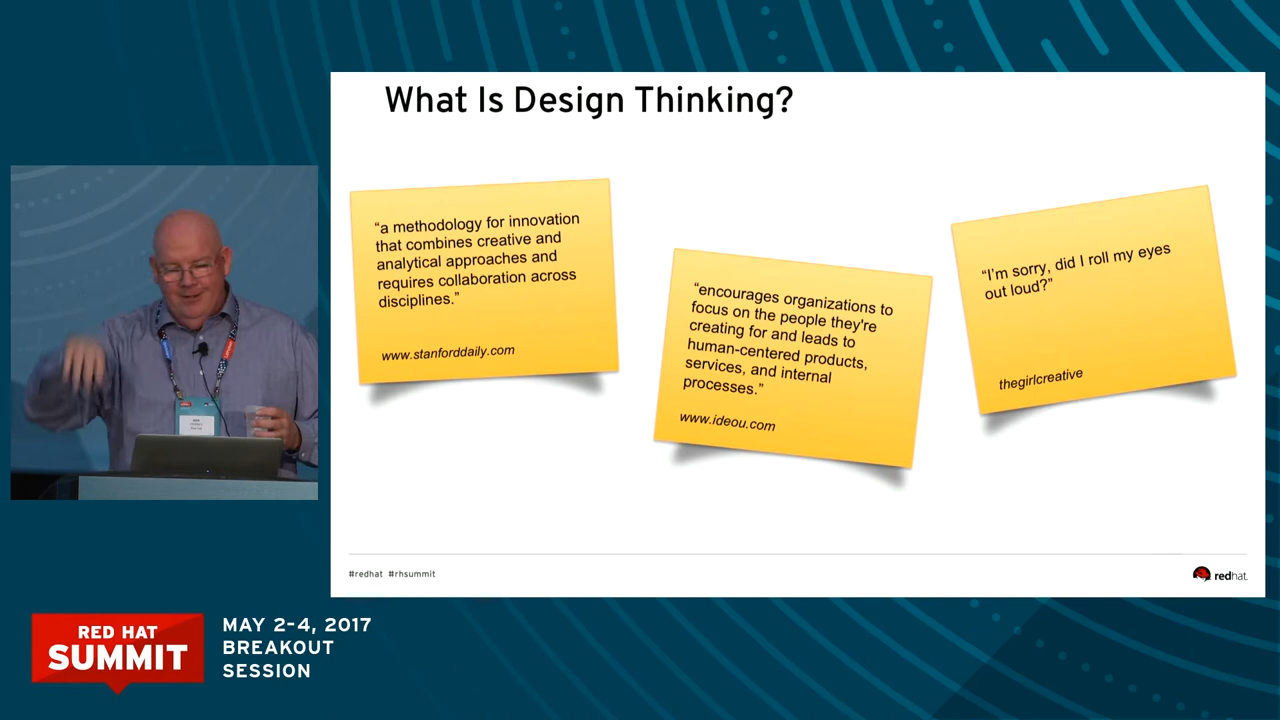 What Is Design Thinking?
“a methodology for innovation
that combines creative and
analytical approaches and
requires collaboration across
disciplines.”
www.stanforddaily.com
“encourages organizations to
focus on the people they're
creating for and leads to
human-centered products,
services, and internal
processes.”
www.ideou.com
“I’m sorry, did I roll my eyes
out loud?”
thegirlcreative
#redhat #rhsummit
redhat.
RED HAT
SUMMIT
MAY 2–4, 2017
BREAKOUT
SESSION